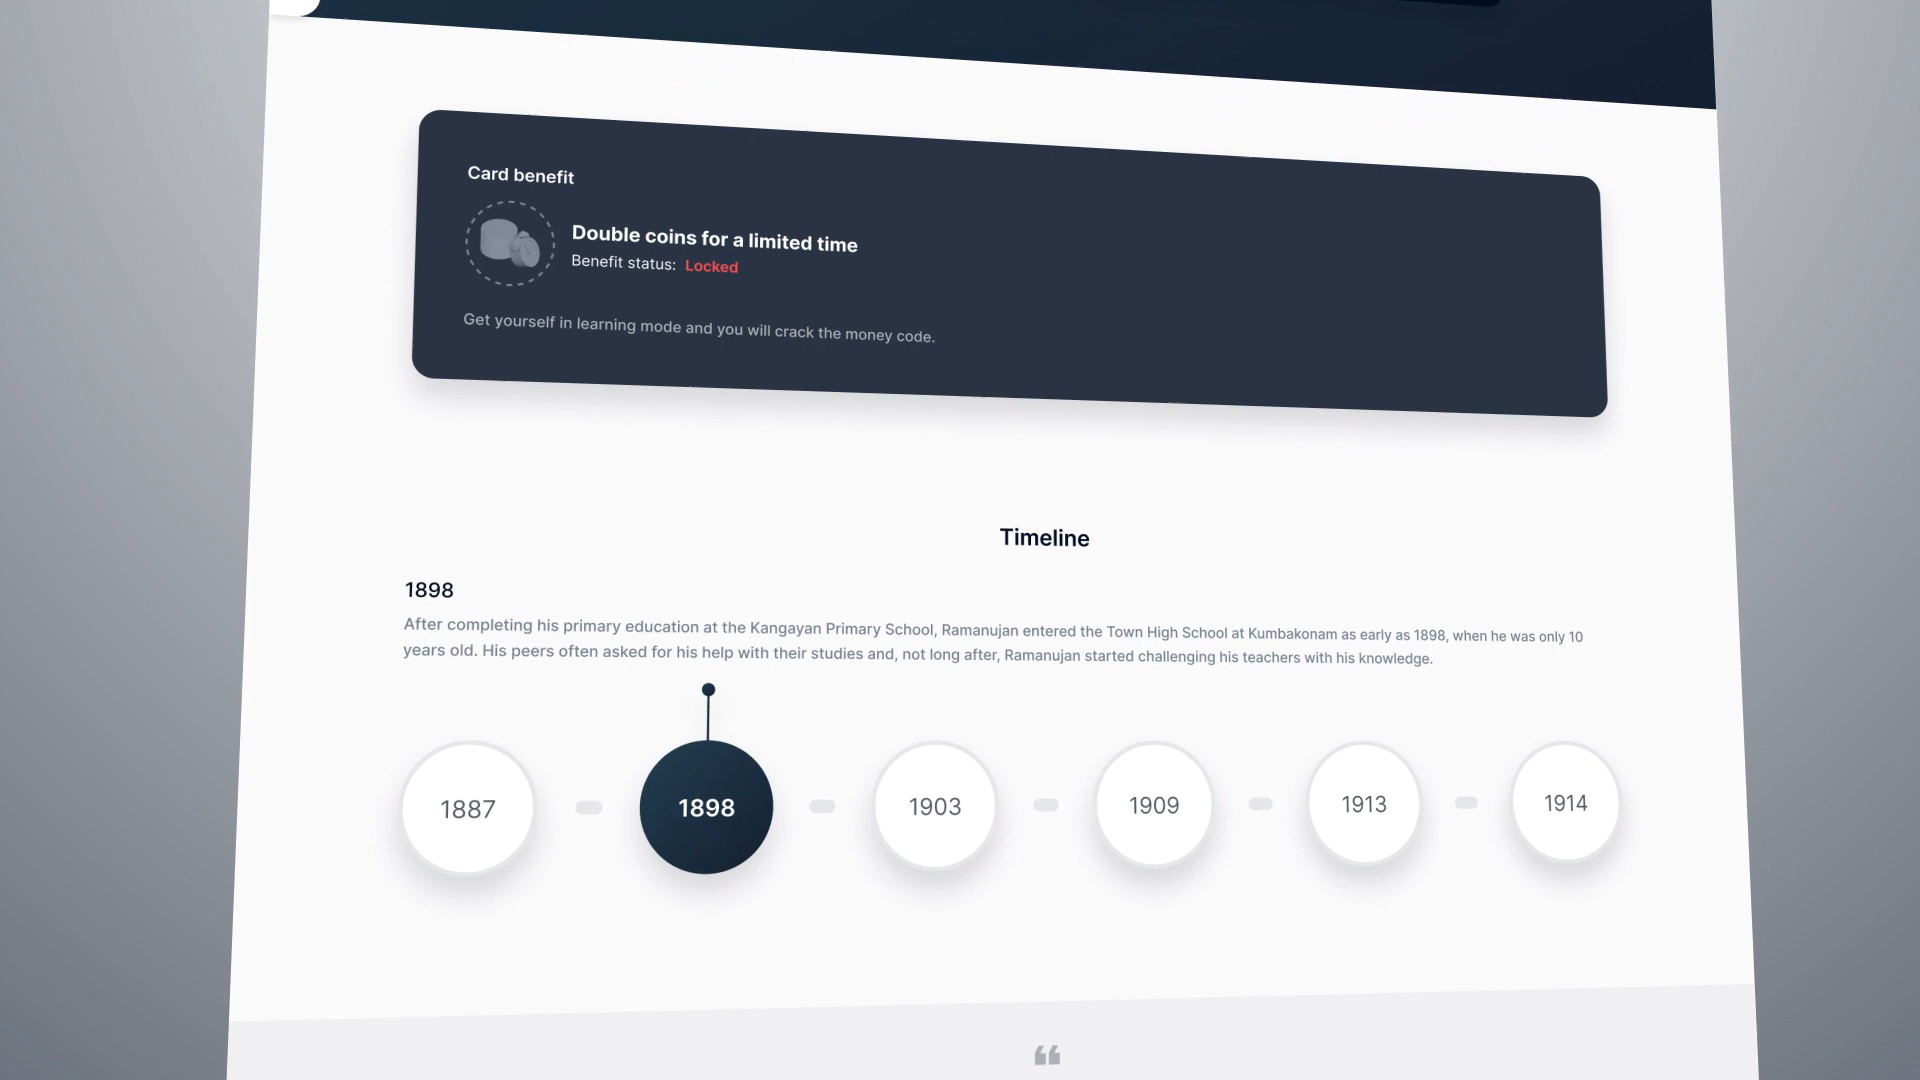 Card benefit
Double coins for a limited time
Benefit status: Locked
Get yourself in learning mode and you will crack the money code.
Timeline
1898
After completing his primary education at the Kangayan Primary School, Ramanujan entered the Town High School at Kumbakonam as early as 1898, when he was only 10
years old. His peers often asked for his help with their studies and, not long after, Ramanujan started challenging his teachers with his knowledge.
1887
1898
1903
1909
1913
1914
❝